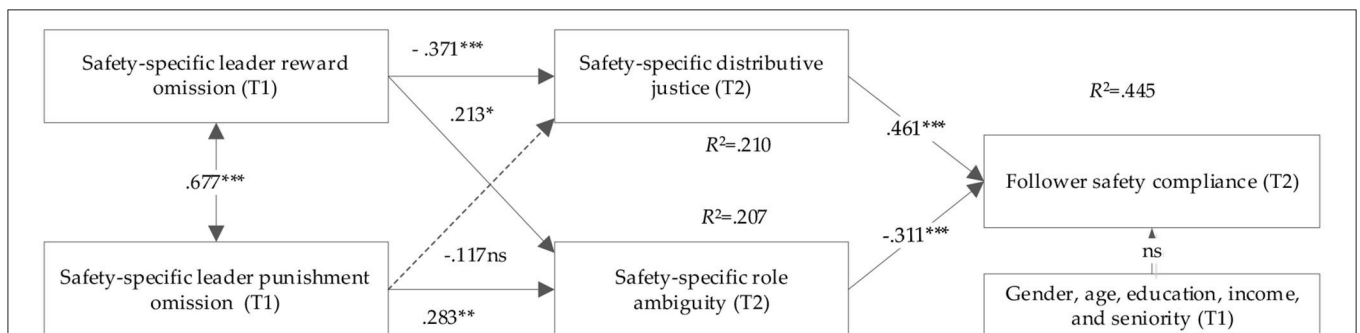 Safety-specific leader reward
omission (T1)
- .371***
Safety-specific distributive
justice (T2)
R²=.445
.213*
.461***
R²=.210
.677***
Follower safety compliance (T2)
R²=.207
-.311***
-.117ns
ns
Safety-specific leader punishment
omission (T1)
Safety-specific role
ambiguity (T2)
Gender, age, education, income,
and seniority (T1)
.283**